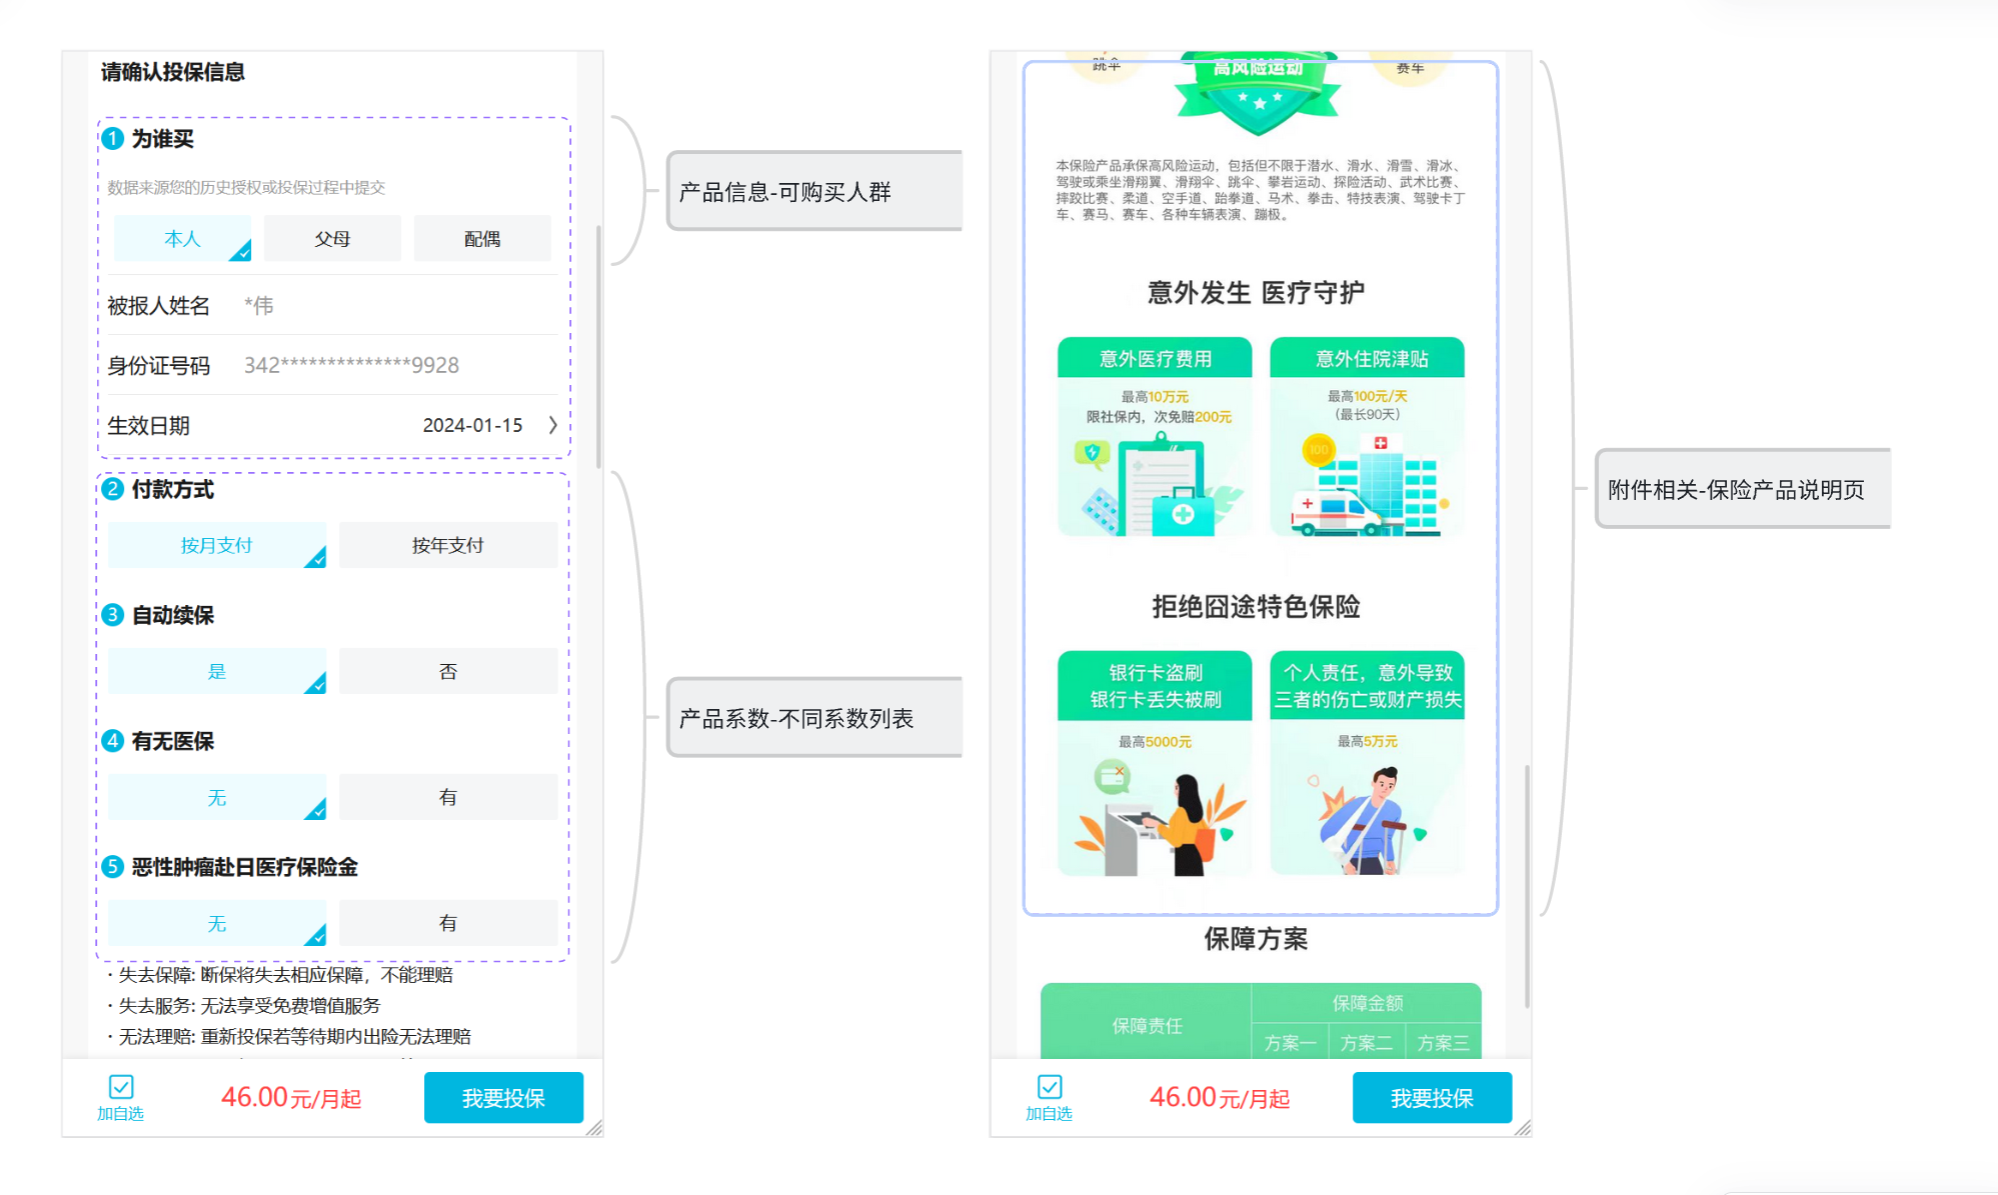 请确认投保信息
1 为谁买
数据来源您的历史授权或投保过程中提交
本人 父母 配偶
被报人姓名 *伟
身份证号码 342**************9928
生效日期 2024-01-15
2 付款方式
按月支付 按年支付
3 自动续保
是 否
4 有无医保
无 有
5 恶性肿瘤赴日医疗保险金
无 有
· 失去保障: 断保将失去相应保障，不能理赔
· 失去服务: 无法享受免费增值服务
· 无法理赔: 重新投保若等待期内出险无法理赔
加自选
46.00元/月起
我要投保
产品信息-可购买人群
产品系数-不同系数列表
跳伞
高风险运动
赛车
本保险产品承保高风险运动，包括但不限于潜水、滑水、滑雪、滑冰、
驾驶或乘坐滑翔翼、滑翔伞、跳伞、攀岩运动、探险活动、武术比赛、
摔跤比赛、柔道、空手道、跆拳道、马术、拳击、特技表演、驾驶卡丁
车、赛马、赛车、各种车辆表演、蹦极。
意外发生 医疗守护
意外医疗费用
最高10万元
限社保内，次免赔200元
意外住院津贴
最高100元/天
（最长90天）
100
拒绝囧途特色保险
银行卡盗刷
银行卡丢失被刷
最高5000元
个人责任，意外导致
三者的伤亡或财产损失
最高5万元
保障方案
保障责任
保障金额
方案一 方案二 方案三
加自选
46.00元/月起
我要投保
附件相关-保险产品说明页